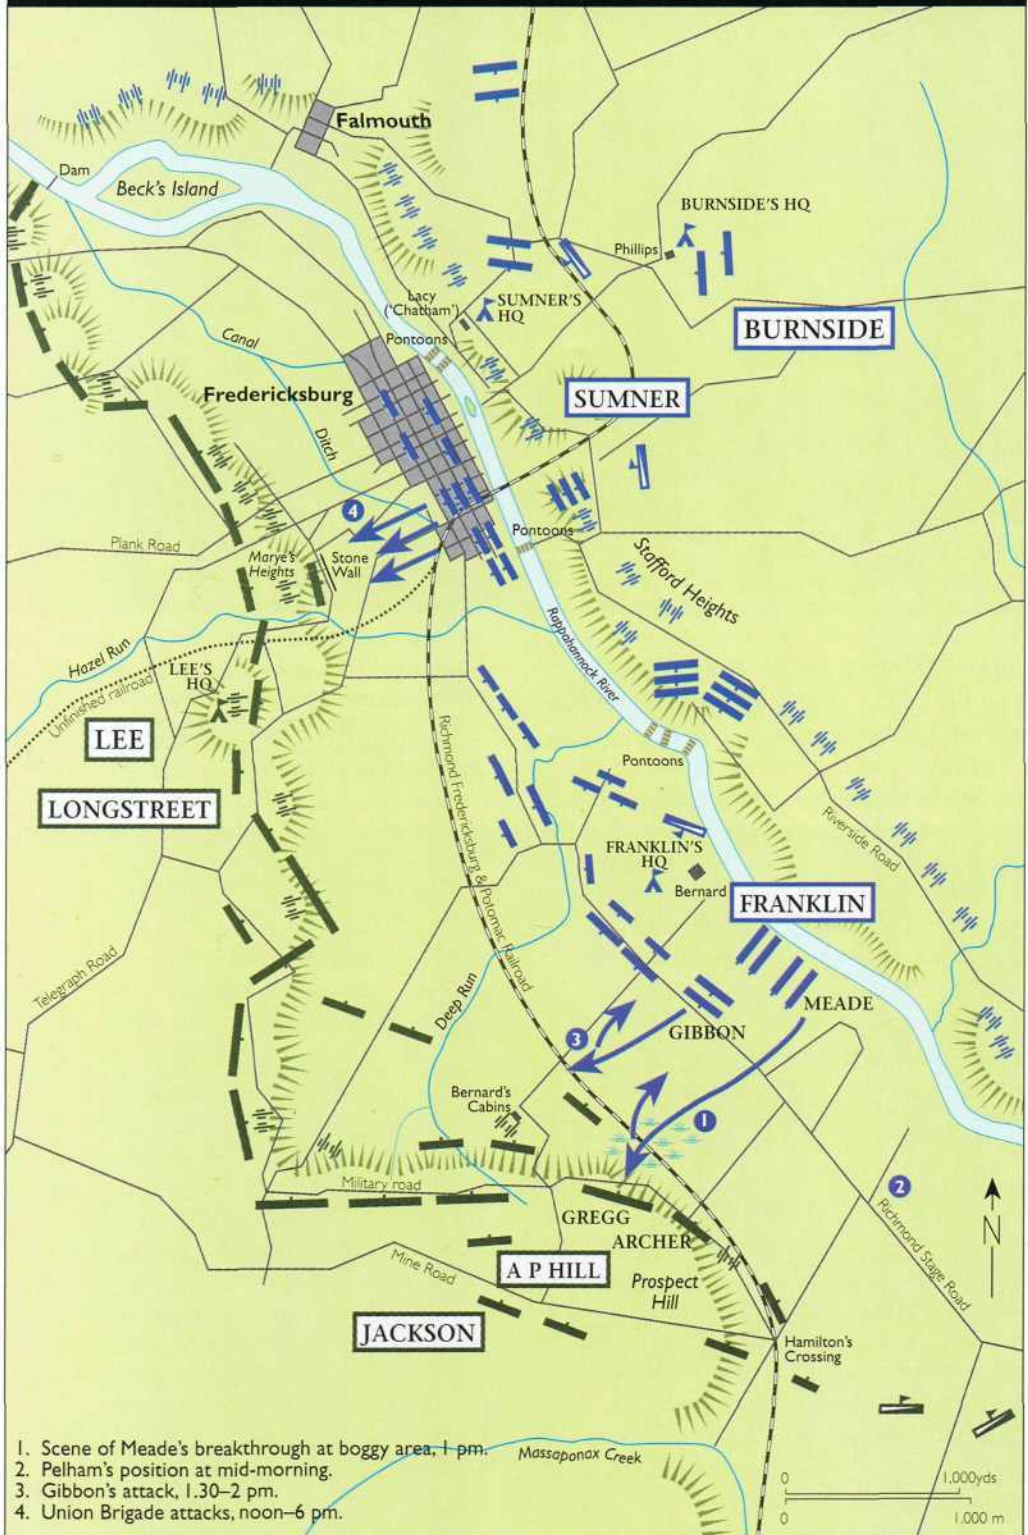 Falmouth
Dam
Beck's Island
BURNSIDE'S HQ
Phillips
Lacy
('Chatham')
SUMNER'S
HQ
Pontoons
BURNSIDE
Canal
Fredericksburg
SUMNER
Ditch
4
Plank Road
Marye's
Heights
Stone
Wall
Pontoons
Stafford Heights
Rappahannock River
Hazel Run
Unfinished railroad
LEE'S
HQ
LEE
LONGSTREET
Richmond Fredericksburg & Potomac Railroad
Pontoons
Riverside Road
FRANKLIN'S
HQ
Bernard
FRANKLIN
Telegraph Road
Deep Run
MEADE
GIBBON
3
Bernard's
Cabins
1
Military road
2
Richmond Stage Road
N
GREGG
ARCHER
A P HILL
Mine Road
Prospect
Hill
JACKSON
Hamilton's
Crossing
Massaponax Creek
1. Scene of Meade's breakthrough at boggy area, 1 pm.
2. Pelham's position at mid-morning.
3. Gibbon's attack, 1.30–2 pm.
4. Union Brigade attacks, noon–6 pm.
0 1,000yds
0 1.000 m